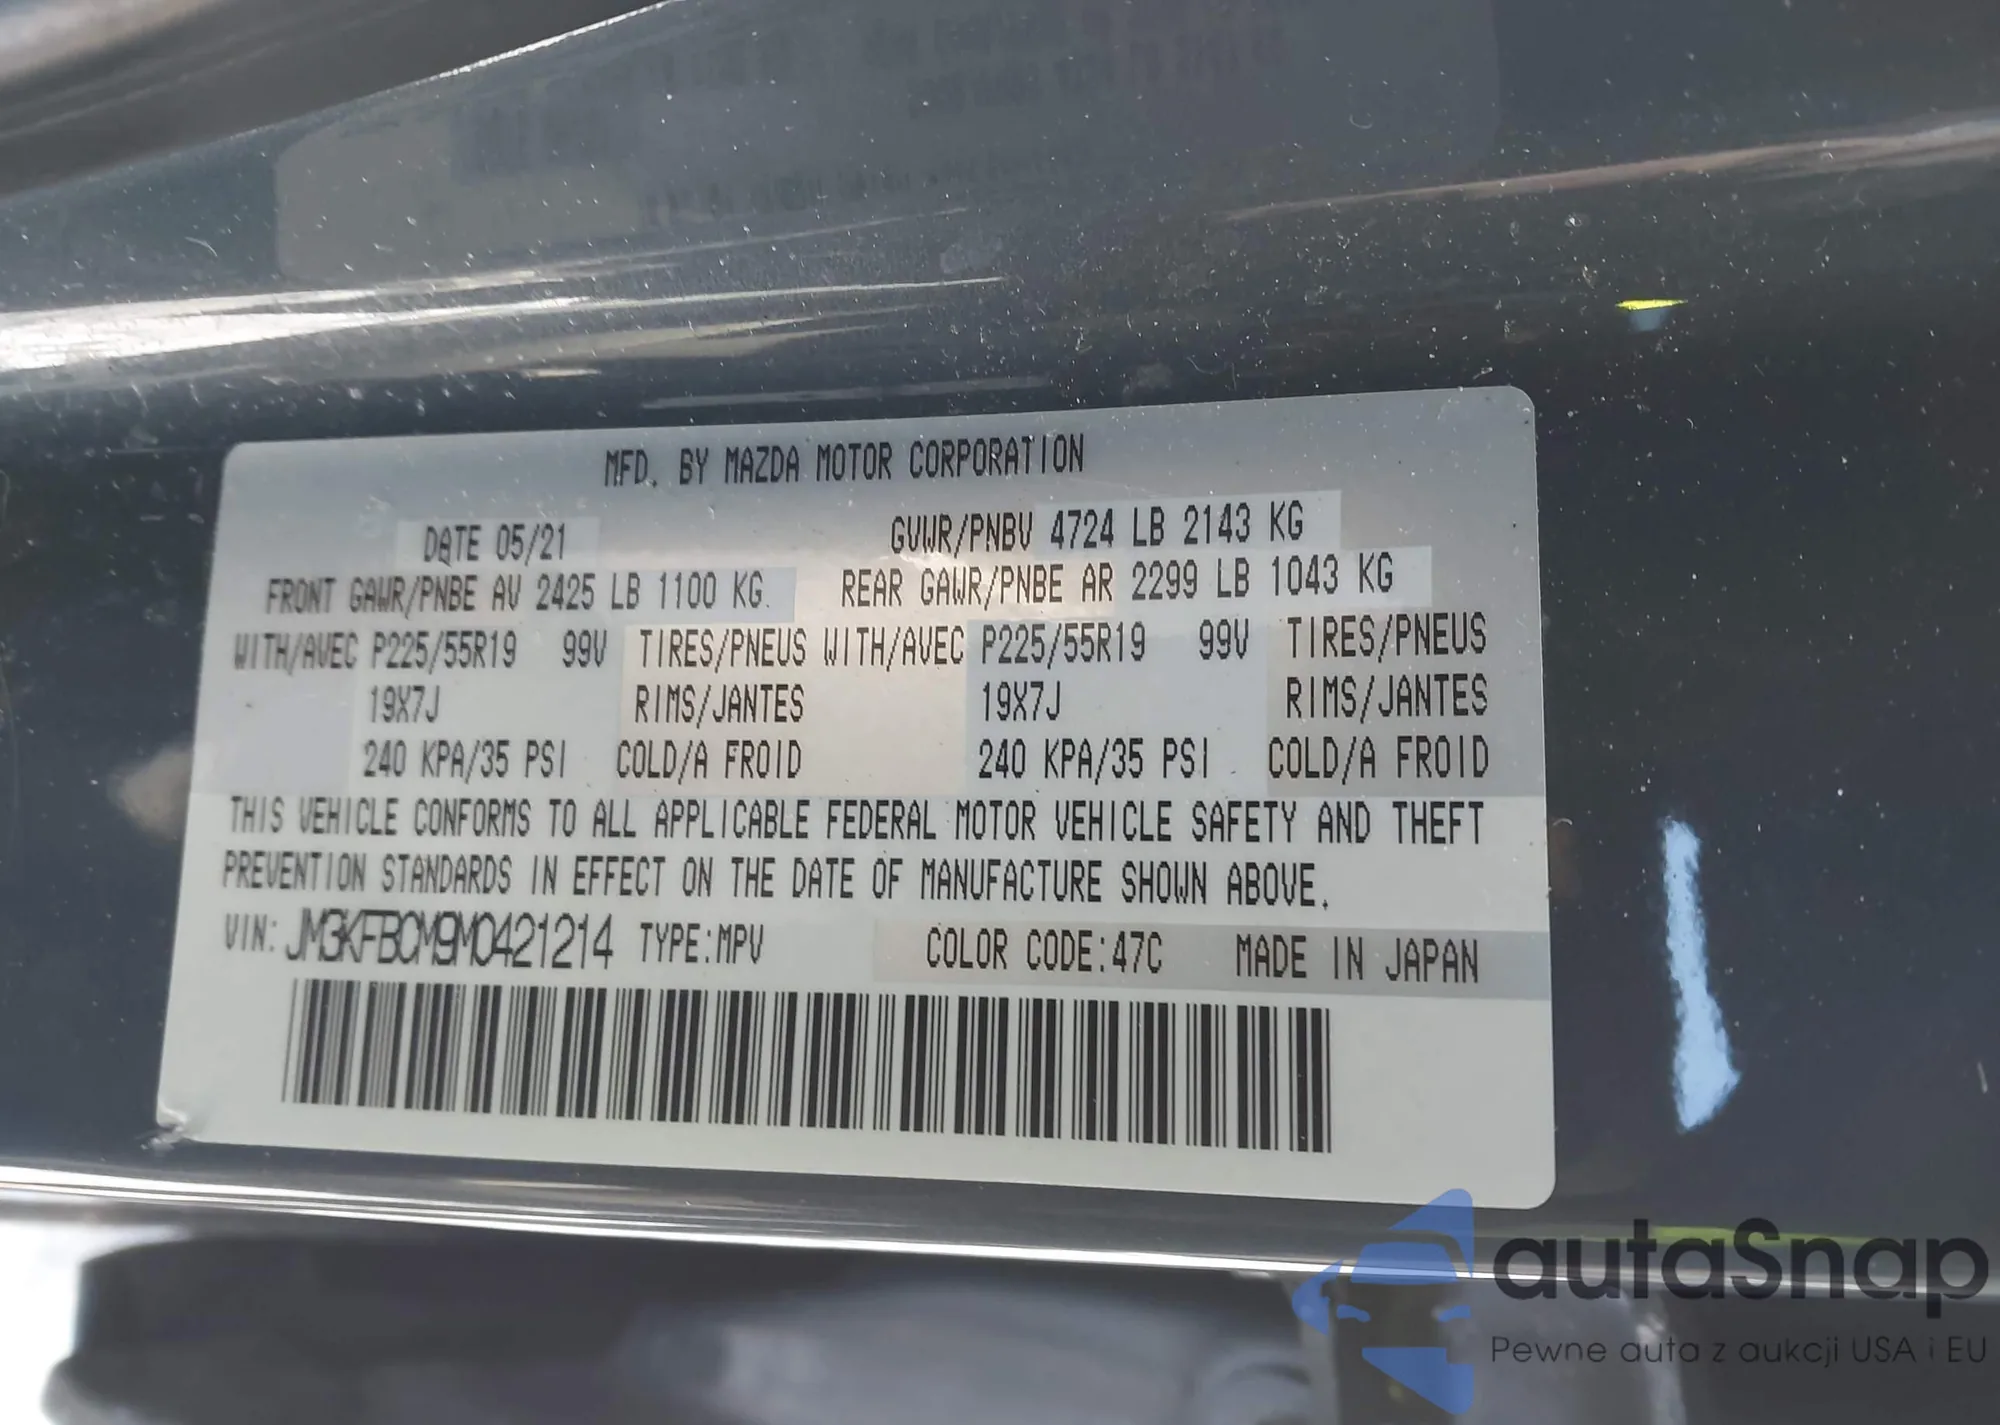 MFD. BY MAZDA MOTOR CORPORATION
DATE 05/21 GVWR/PNBV 4724 LB 2143 KG
FRONT GAWR/PNBE AV 2425 LB 1100 KG REAR GAWR/PNBE AR 2299 LB 1043 KG
WITH/AVEC P225/55R19 99V TIRES/PNEUS WITH/AVEC P225/55R19 99V TIRES/PNEUS
19X7J RIMS/JANTES 19X7J RIMS/JANTES
240 KPA/35 PSI COLD/A FROID 240 KPA/35 PSI COLD/A FROID
THIS VEHICLE CONFORMS TO ALL APPLICABLE FEDERAL MOTOR VEHICLE SAFETY AND THEFT
PREVENTION STANDARDS IN EFFECT ON THE DATE OF MANUFACTURE SHOWN ABOVE.
VIN: JM3KFBCM9M0421214 TYPE:MPV COLOR CODE:47C MADE IN JAPAN
autaSnap
Pewne auta z aukcji USA i EU